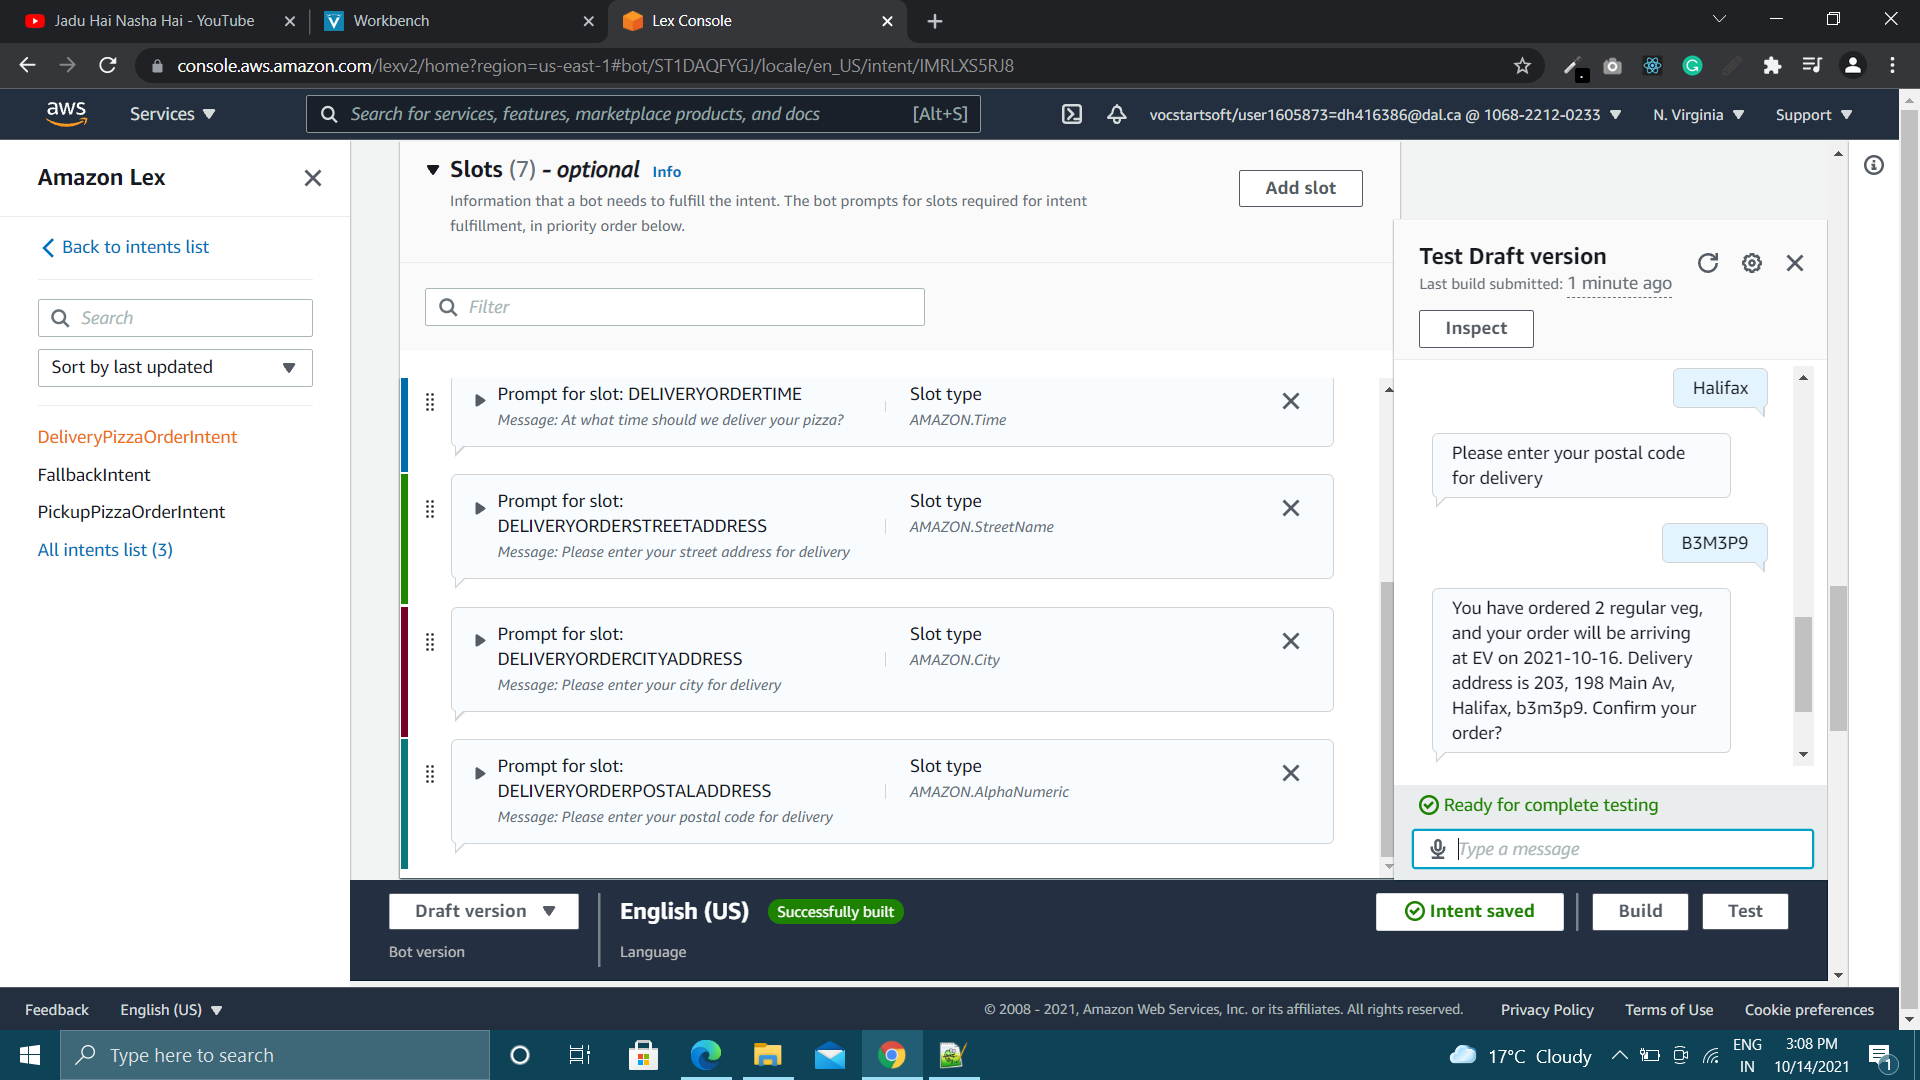 Jadu Hai Nasha Hai - YouTube
Workbench
Lex Console
console.aws.amazon.com/lexv2/home?region=us-east-1#bot/ST1DAQFYGJ/locale/en_US/intent/IMRLXS5RJ8
aws
Services
Search for services, features, marketplace products, and docs
[Alt+S]
vocstartsoft/user1605873=dh416386@dal.ca @ 1068-2212-0233
N. Virginia
Support
Amazon Lex
Back to intents list
Search
Sort by last updated
DeliveryPizzaOrderIntent
FallbackIntent
PickupPizzaOrderIntent
All intents list (3)
Slots (7) - optional Info
Information that a bot needs to fulfill the intent. The bot prompts for slots required for intent
fulfillment, in priority order below.
Add slot
Filter
Prompt for slot: DELIVERYORDERTIME
Message: At what time should we deliver your pizza?
Slot type
AMAZON.Time
Prompt for slot:
DELIVERYORDERSTREETADDRESS
Message: Please enter your street address for delivery
Slot type
AMAZON.StreetName
Prompt for slot:
DELIVERYORDERCITYADDRESS
Message: Please enter your city for delivery
Slot type
AMAZON.City
Prompt for slot:
DELIVERYORDERPOSTALADDRESS
Message: Please enter your postal code for delivery
Slot type
AMAZON.AlphaNumeric
Test Draft version
Last build submitted: 1 minute ago
Inspect
Halifax
Please enter your postal code
for delivery
B3M3P9
You have ordered 2 regular veg,
and your order will be arriving
at EV on 2021-10-16. Delivery
address is 203, 198 Main Av,
Halifax, b3m3p9. Confirm your
order?
Ready for complete testing
Type a message
Draft version
Bot version
English (US)
Successfully built
Language
Intent saved
Build
Test
Feedback
English (US)
© 2008 - 2021, Amazon Web Services, Inc. or its affiliates. All rights reserved.
Privacy Policy
Terms of Use
Cookie preferences
Type here to search
17°C Cloudy
ENG
IN
3:08 PM
10/14/2021
1